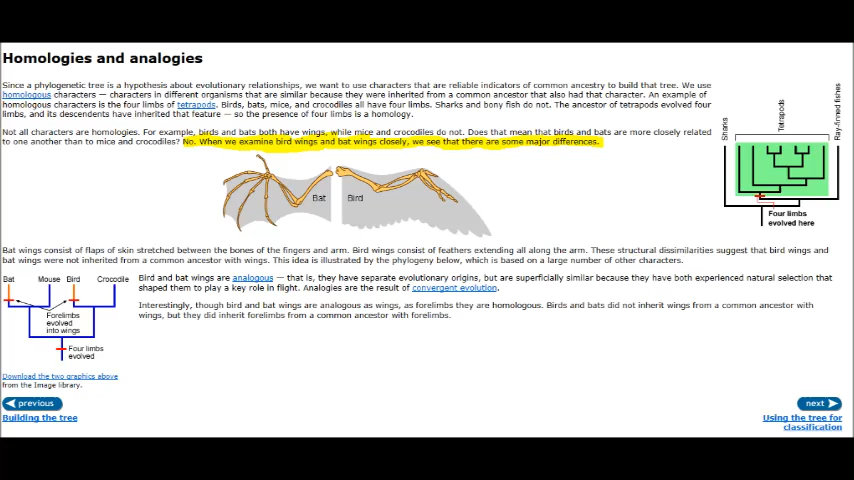 Homologies and analogies
Since a phylogenetic tree is a hypothesis about evolutionary relationships, we want to use characters that are reliable indicators of common ancestry to build that tree. We use
homologous characters — characters in different organisms that are similar because they were inherited from a common ancestor that also had that character. An example of
homologous characters is the four limbs of tetrapods. Birds, bats, mice, and crocodiles all have four limbs. Sharks and bony fish do not. The ancestor of tetrapods evolved four
limbs, and its descendents have inherited that feature — so the presence of four limbs is a homology.
Not all characters are homologies. For example, birds and bats both have wings, while mice and crocodiles do not. Does that mean that birds and bats are more closely related
to one another than to mice and crocodiles? No. When we examine bird wings and bat wings closely, we see that there are some major differences.
Sharks
Tetrapods
Ray-finned fishes
Four limbs
evolved here
Bat
Bird
Bat wings consist of flaps of skin stretched between the bones of the fingers and arm. Bird wings consist of feathers extending all along the arm. These structural dissimilarities suggest that bird wings and
bat wings were not inherited from a common ancestor with wings. This idea is illustrated by the phylogeny below, which is based on a large number of other characters.
Bat Mouse Bird Crocodile
Forelimbs
evolved
into wings
Four limbs
evolved
Bird and bat wings are analogous — that is, they have separate evolutionary origins, but are superficially similar because they have both experienced natural selection that
shaped them to play a key role in flight. Analogies are the result of convergent evolution.
Interestingly, though bird and bat wings are analogous as wings, as forelimbs they are homologous. Birds and bats did not inherit wings from a common ancestor with
wings, but they did inherit forelimbs from a common ancestor with forelimbs.
Download the two graphics above
from the Image library.
previous
Building the tree
next
Using the tree for
classification